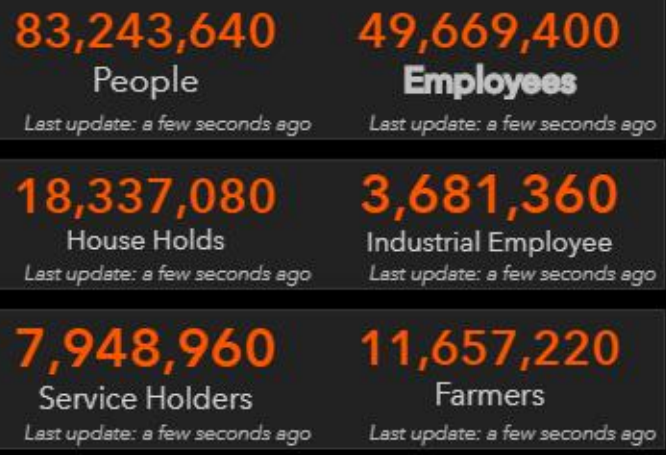 83,243,640 49,669,400
People Employees
Last update: a few seconds ago Last update: a few seconds ago
18,337,080 3,681,360
House Holds Industrial Employee
Last update: a few seconds ago Last update: a few seconds ago
7,948,960 11,657,220
Service Holders Farmers
Last update: a few seconds ago Last update: a few seconds ago